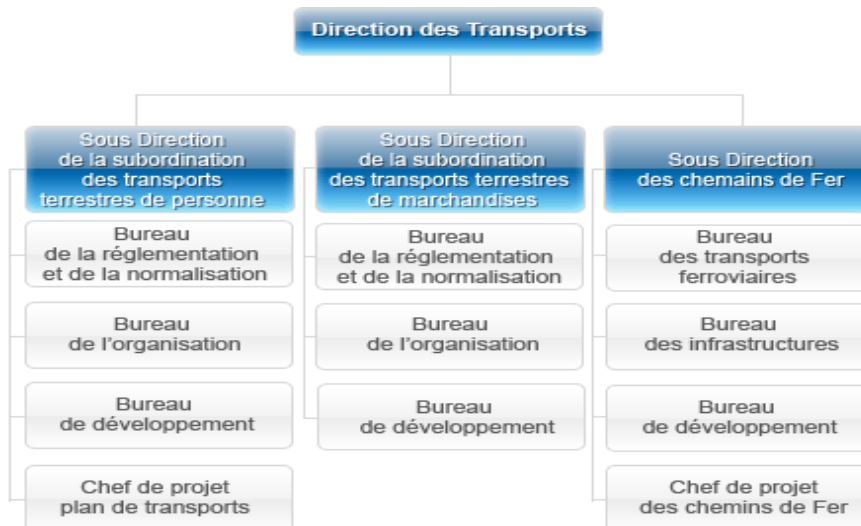 Direction des Transports
Sous Direction
de la subordination
des transports
terrestres de personne
Bureau
de la réglementation
et de la normalisation
Bureau
de l'organisation
Bureau
de développement
Chef de projet
plan de transports
Sous Direction
de la subordination
des transports terrestres
de marchandises
Bureau
de la réglementation
et de la normalisation
Bureau
de l'organisation
Bureau
de développement
Sous Direction
des chemains de Fer
Bureau
des transports
ferroviaires
Bureau
des infrastructures
Bureau
de développement
Chef de projet
des chemins de Fer